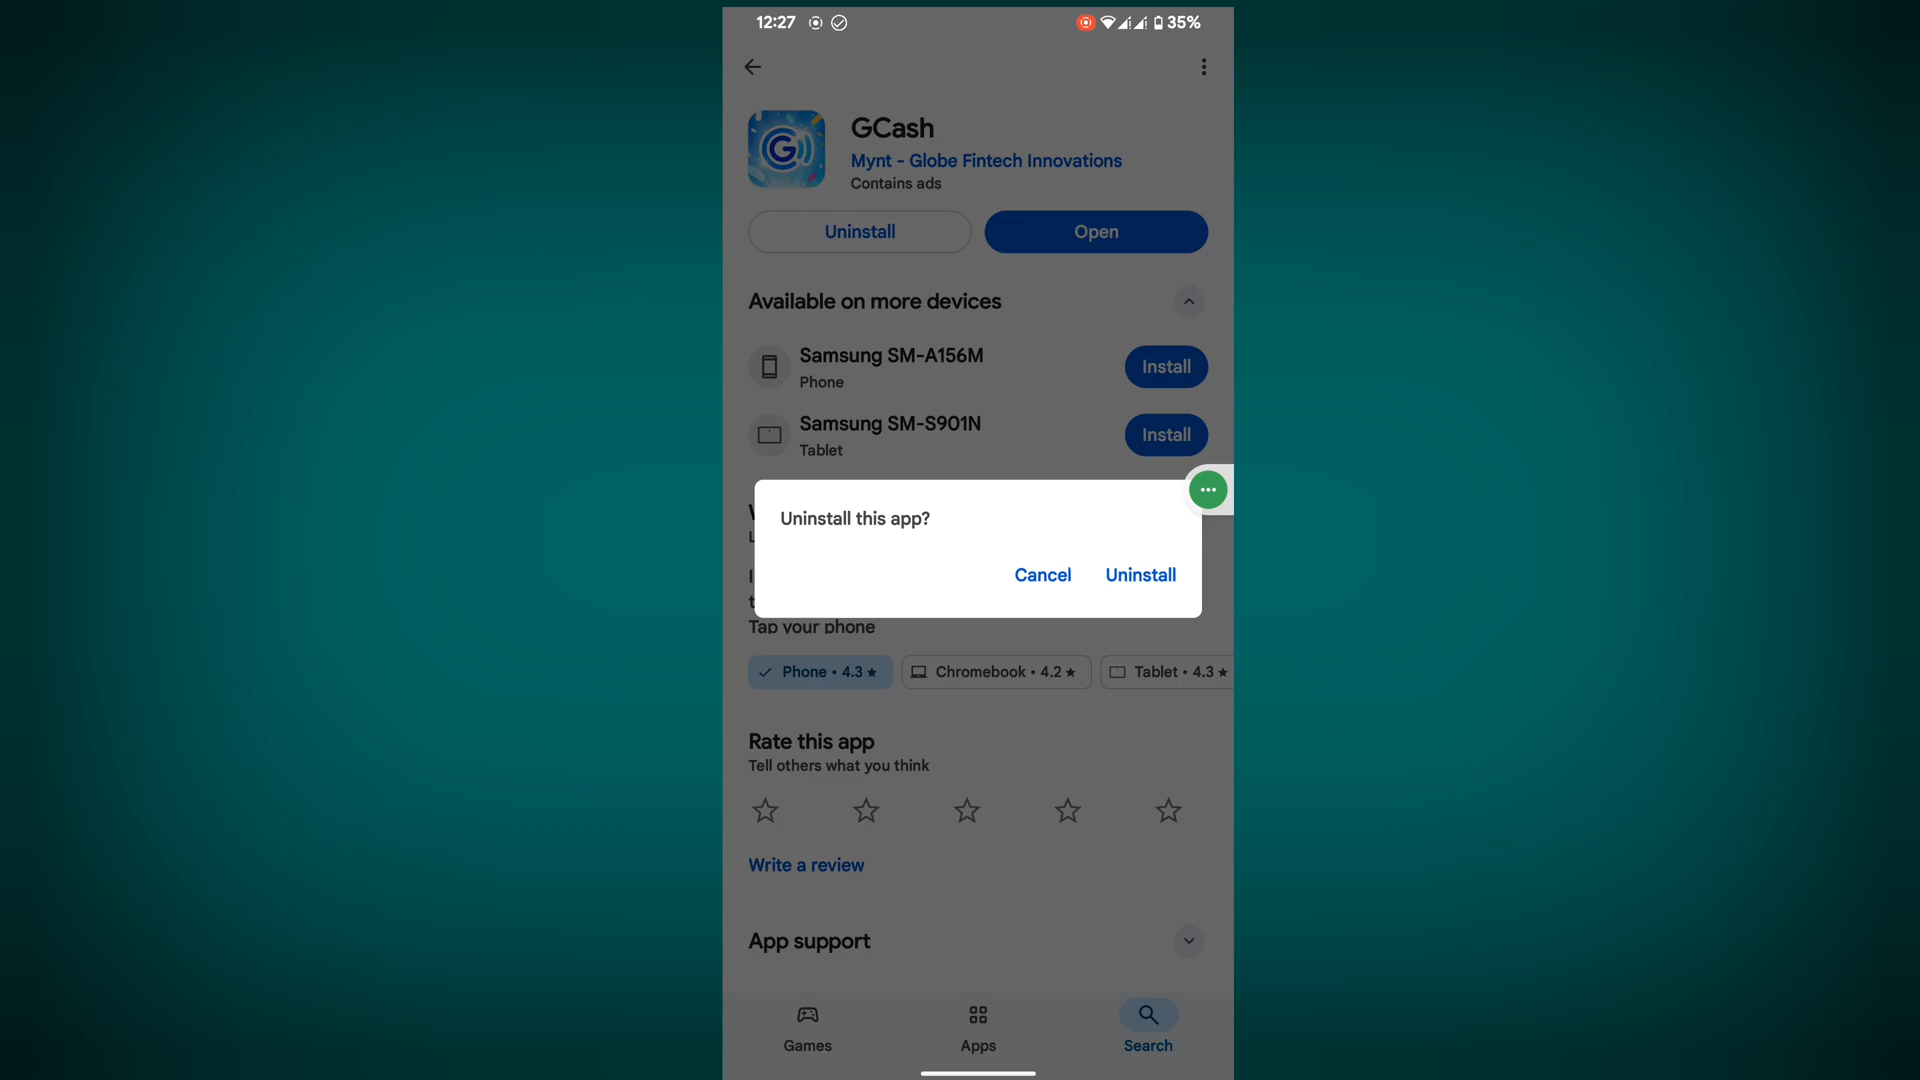 12:27
35%
GCash
Mynt - Globe Fintech Innovations
Contains ads
Uninstall
Open
Available on more devices
Samsung SM-A156M
Phone
Install
Samsung SM-S901N
Tablet
Install
Uninstall this app?
Cancel
Uninstall
Tap your phone
Phone • 4.3 ★
Chromebook • 4.2 ★
Tablet • 4.3 ★
Rate this app
Tell others what you think
Write a review
App support
Games
Apps
Search